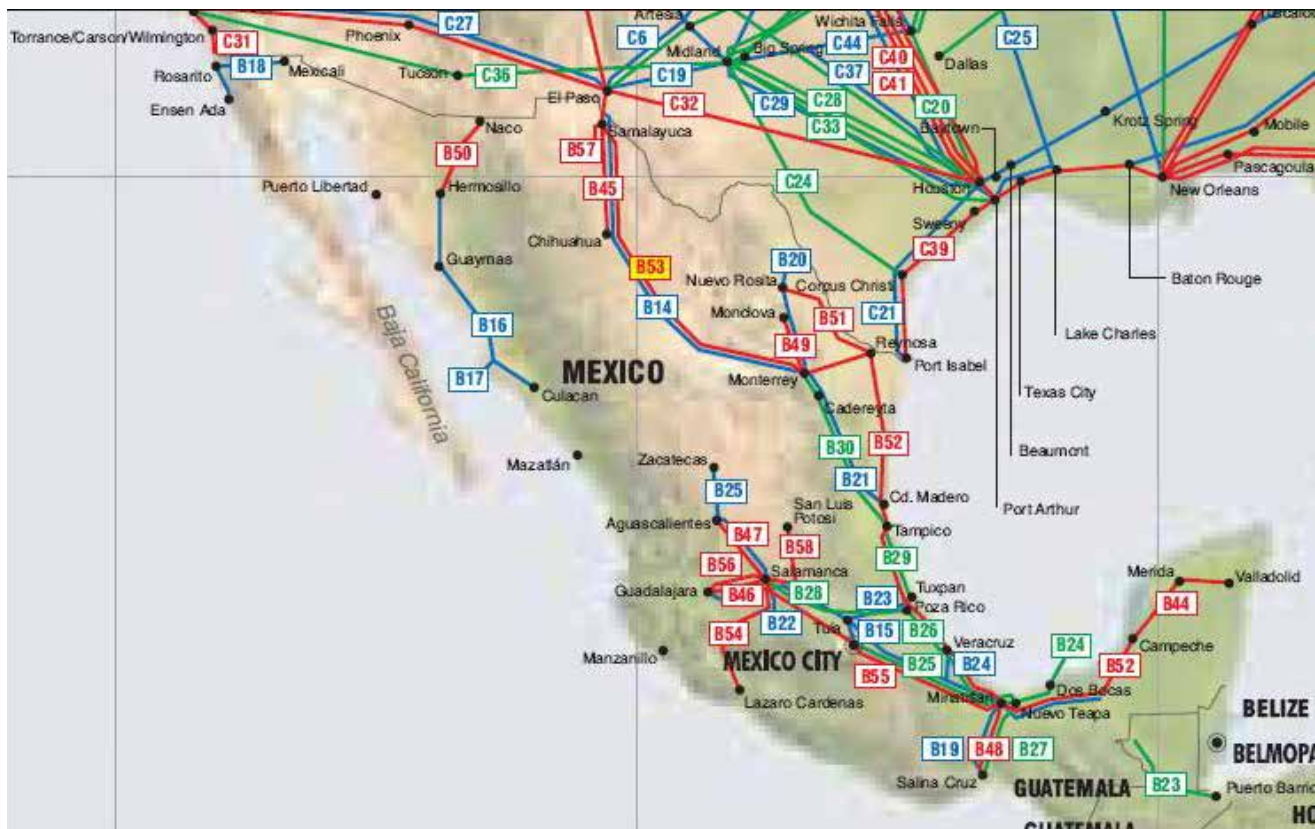 Artesia
Wichita Falls
Torrance/Carson/Wilmington
C31
C27
Phoenix
C6
Midland
Big Spring
C44
C40
C25
Dallas
Rosarito
B18
Mexicali
Tucson
C36
C19
C37
C41
Ensen Ada
El Paso
C32
C29
C28
C20
C33
Baytown
Krotz Spring
Mobile
Naco
Samalayuca
B57
B50
Pascagoula
C24
Puerto Libertad
Hermosillo
B45
Houston
New Orleans
Sweeny
Chihuahua
C39
Guaymas
B53
B20
Nuevo Rosita
Corpus Christi
Baton Rouge
B14
Monclova
B51
C21
B16
Baja California
B49
Reynosa
Lake Charles
B17
MEXICO
Monterrey
Port Isabel
Culacan
Cadereyta
Texas City
B30
B52
Mazatlán
Zacatecas
Beaumont
B25
B21
San Luis
Potosi
Cd. Madero
Port Arthur
Aguascalientes
B47
Tampico
B58
B56
B29
Salamanca
Merida
Valladolid
Guadalajara
B46
B28
B23
Tuxpan
Poza Rico
B44
B22
Tula
B15
B26
B54
Veracruz
Campeche
Manzanillo
MEXICO CITY
B25
B24
B24
B55
B52
Lazaro Cardenas
Minatitlan
Dos Bocas
Nuevo Teapa
BELIZE
B19
B48
B27
BELMOPA
Salina Cruz
GUATEMALA
B23
Puerto Barrio
HO
GUATEMALA